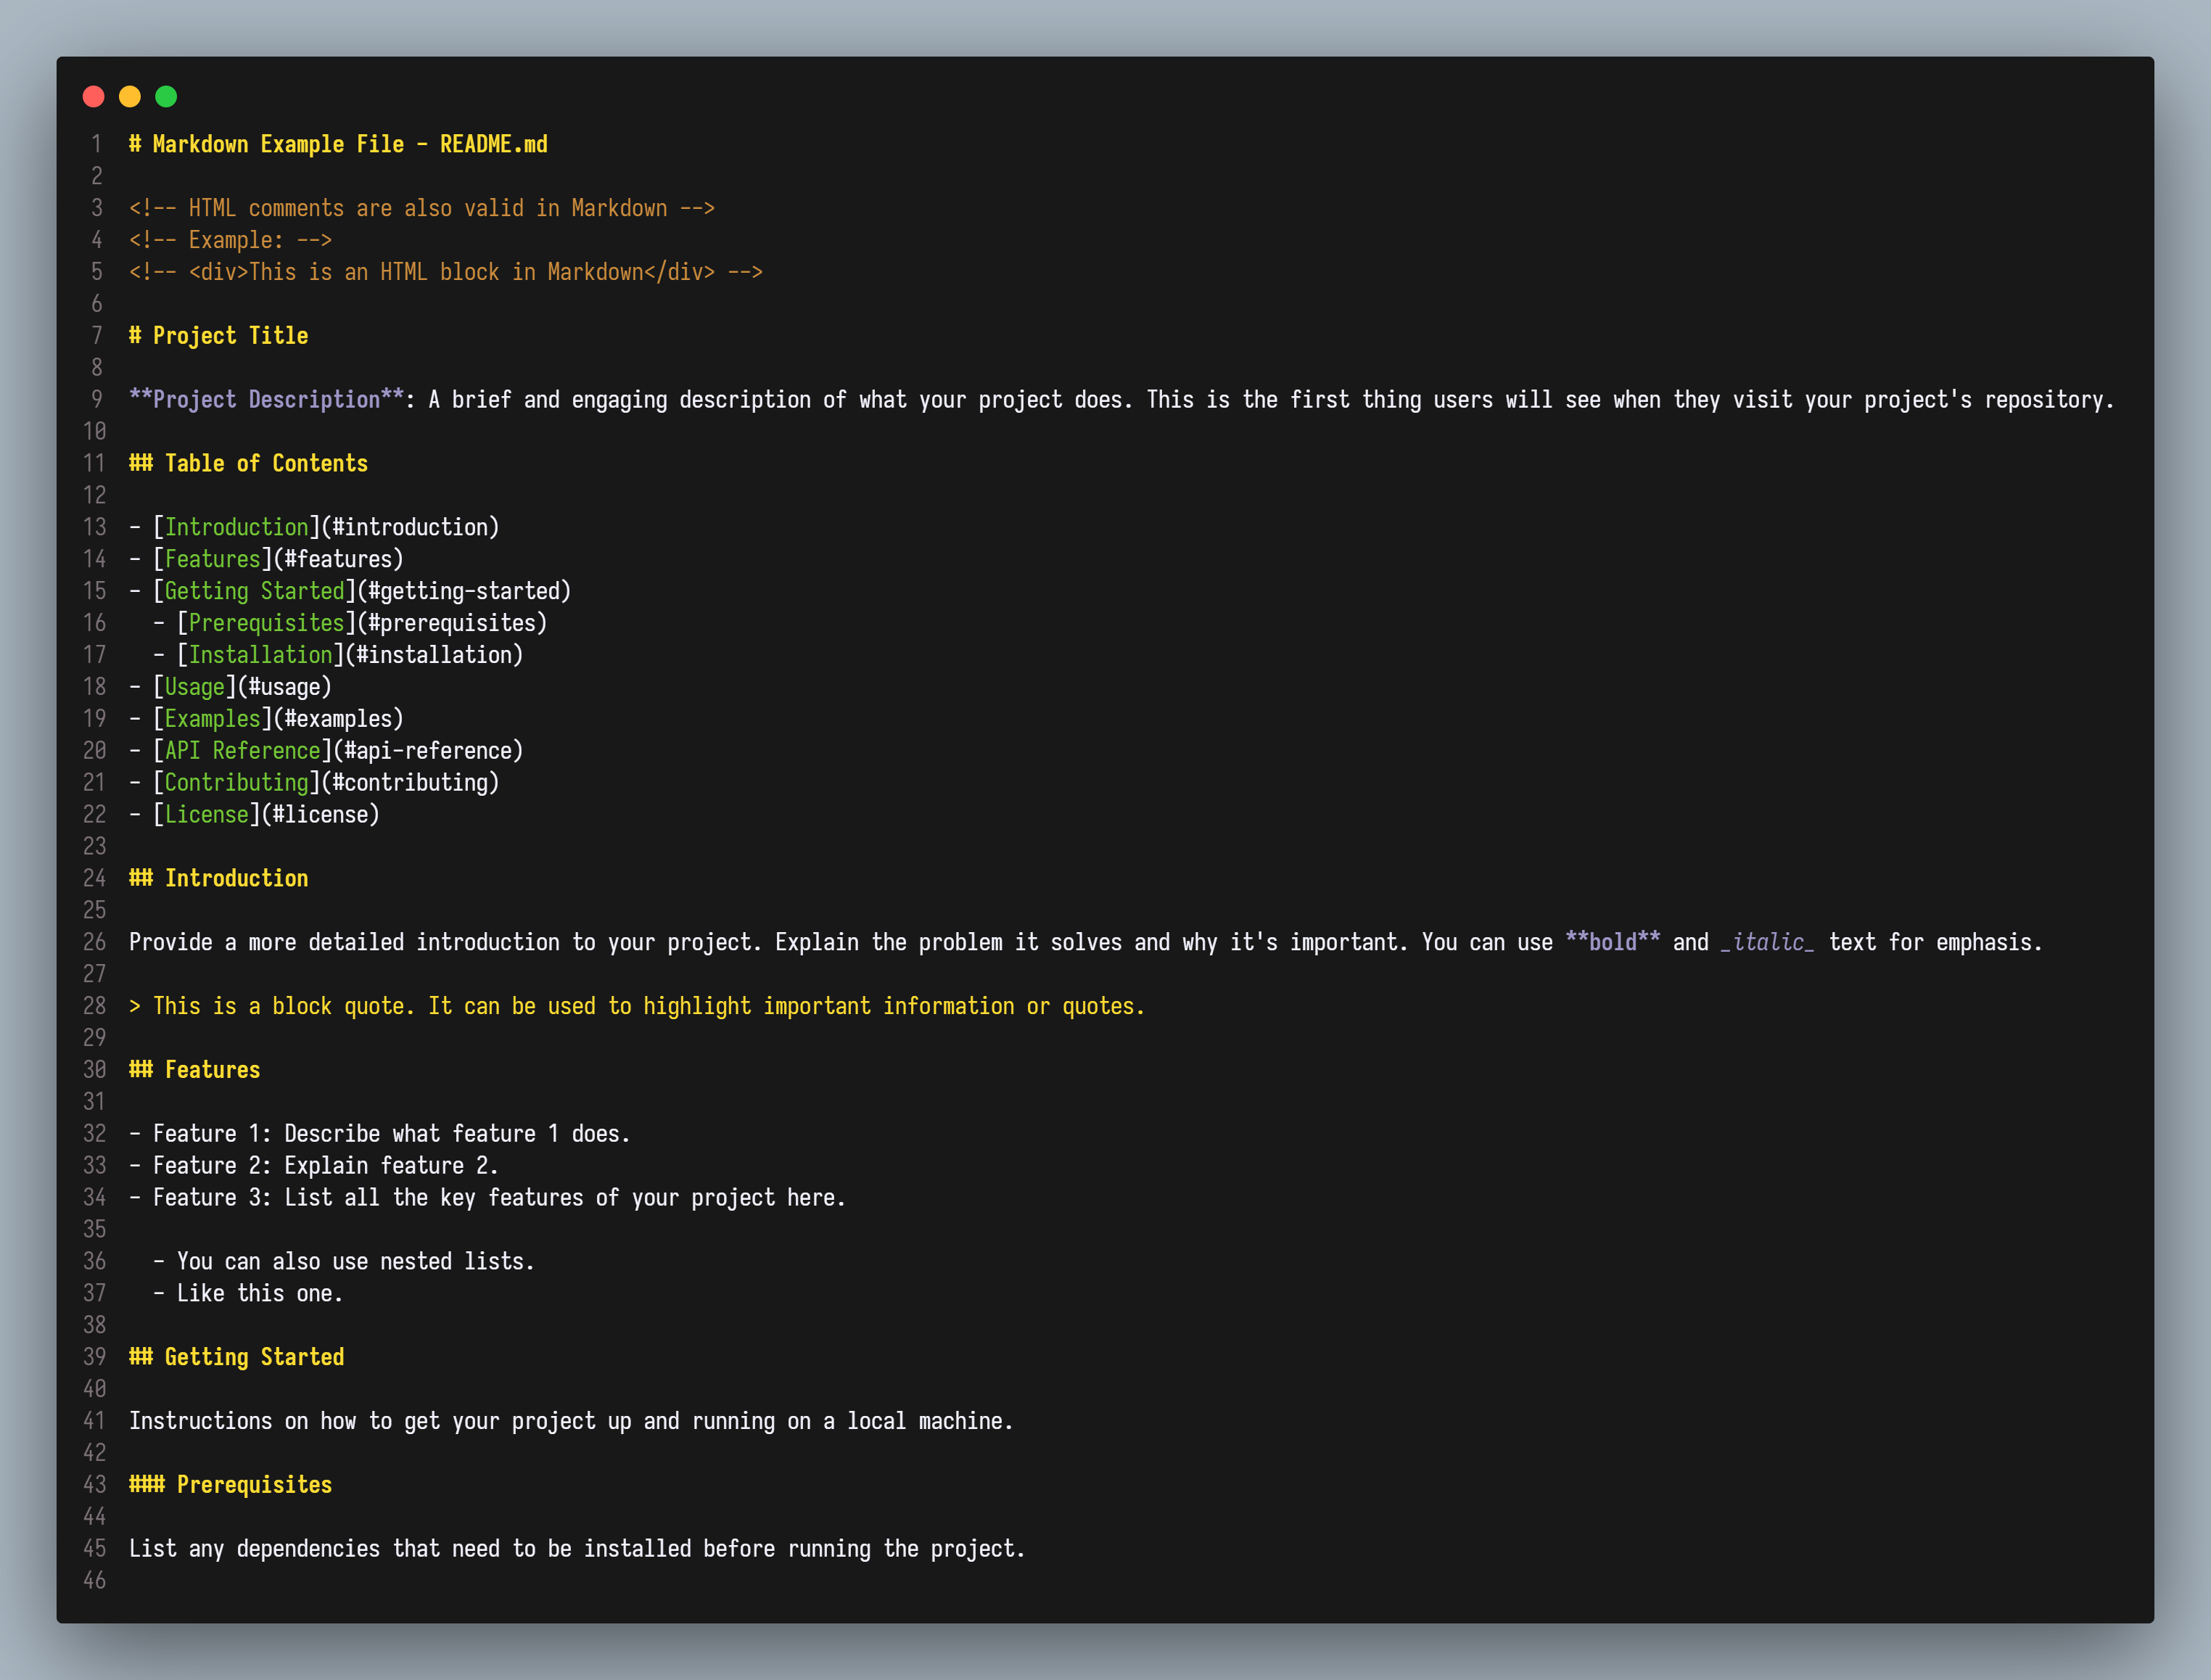 1 # Markdown Example File - README.md
2
3 <!-- HTML comments are also valid in Markdown -->
4 <!-- Example: -->
5 <!-- <div>This is an HTML block in Markdown</div> -->
6
7 # Project Title
8
9 **Project Description**: A brief and engaging description of what your project does. This is the first thing users will see when they visit your project's repository.
10
11 ## Table of Contents
12
13 - [Introduction](#introduction)
14 - [Features](#features)
15 - [Getting Started](#getting-started)
16   - [Prerequisites](#prerequisites)
17   - [Installation](#installation)
18 - [Usage](#usage)
19 - [Examples](#examples)
20 - [API Reference](#api-reference)
21 - [Contributing](#contributing)
22 - [License](#license)
23
24 ## Introduction
25
26 Provide a more detailed introduction to your project. Explain the problem it solves and why it's important. You can use **bold** and _italic_ text for emphasis.
27
28 > This is a block quote. It can be used to highlight important information or quotes.
29
30 ## Features
31
32 - Feature 1: Describe what feature 1 does.
33 - Feature 2: Explain feature 2.
34 - Feature 3: List all the key features of your project here.
35
36   - You can also use nested lists.
37   - Like this one.
38
39 ## Getting Started
40
41 Instructions on how to get your project up and running on a local machine.
42
43 ### Prerequisites
44
45 List any dependencies that need to be installed before running the project.
46